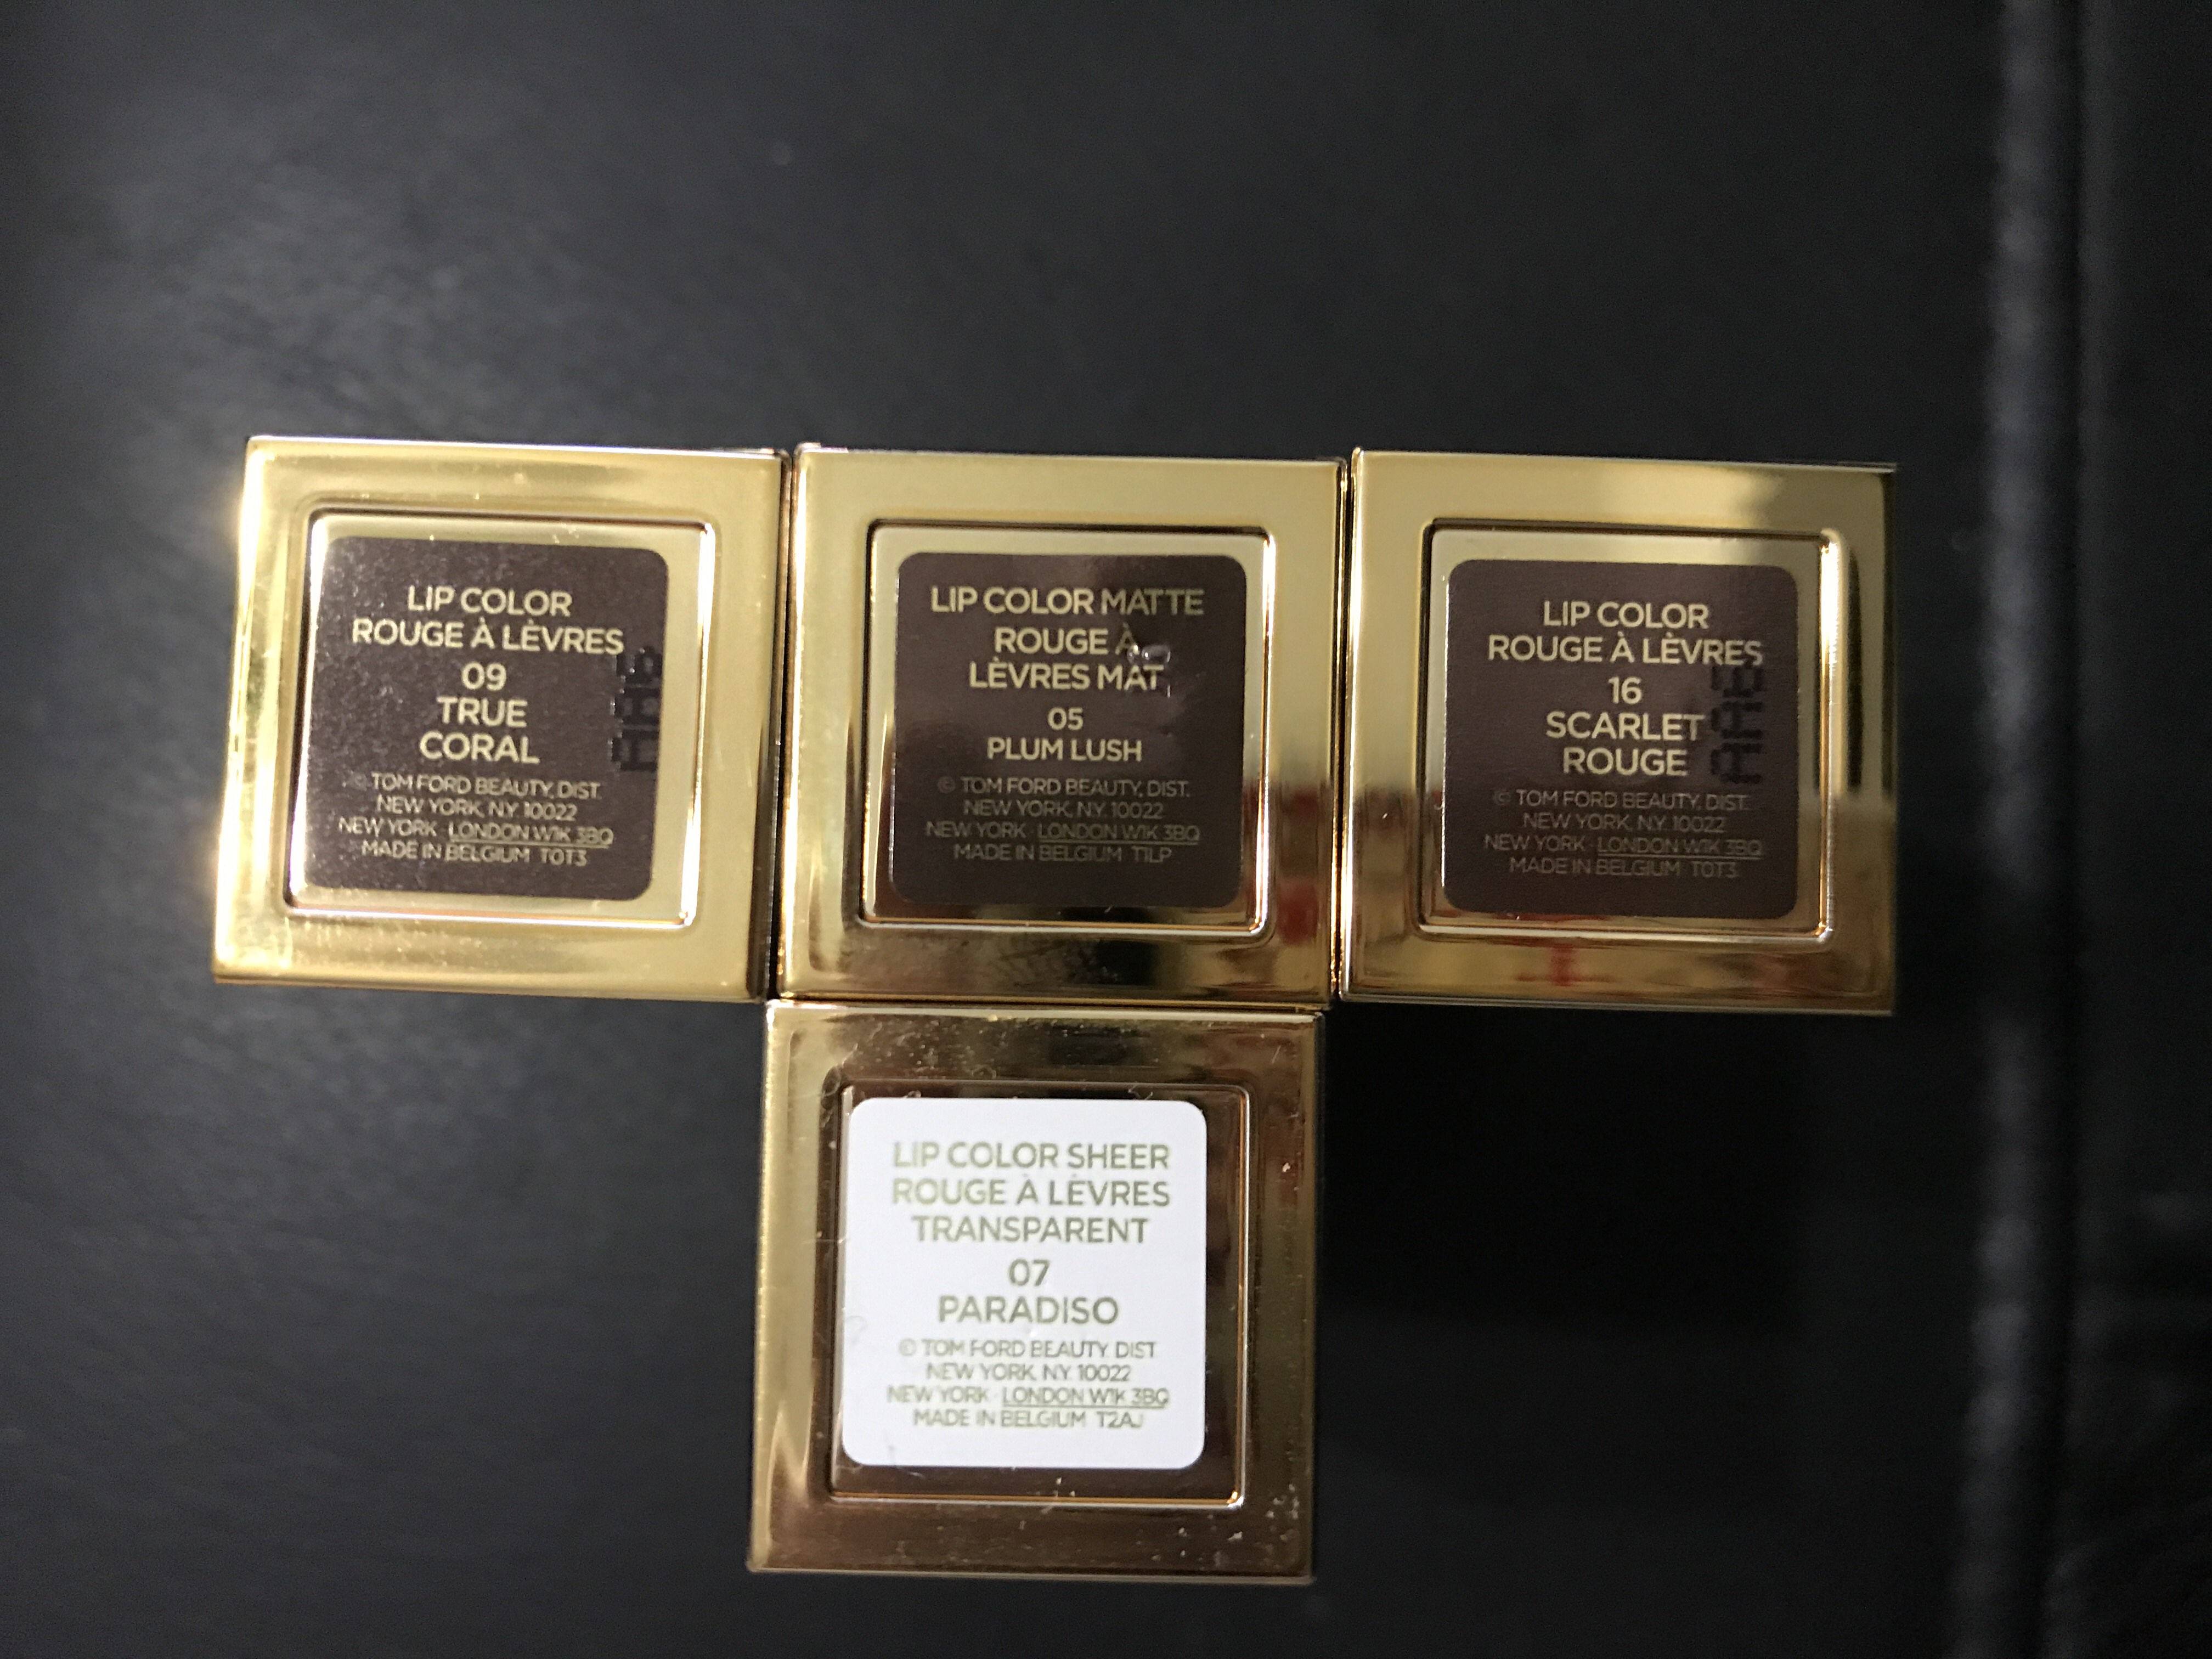 LIP COLOR
ROUGE À LÈVRES
09
TRUE
CORAL
© TOM FORD BEAUTY, DIST.
NEW YORK, N.Y. 10022
NEW YORK · LONDON W1K 3BQ
MADE IN BELGIUM T0T3
LIP COLOR MATTE
ROUGE À
LÈVRES MAT
05
PLUM LUSH
© TOM FORD BEAUTY, DIST.
NEW YORK, N.Y. 10022
NEW YORK · LONDON W1K 3BQ
MADE IN BELGIUM T1LP
LIP COLOR
ROUGE À LÈVRES
16
SCARLET
ROUGE
© TOM FORD BEAUTY, DIST.
NEW YORK, N.Y. 10022
NEW YORK · LONDON W1K 3BQ
MADE IN BELGIUM T0T3
LIP COLOR SHEER
ROUGE À LÈVRES
TRANSPARENT
07
PARADISO
© TOM FORD BEAUTY, DIST
NEW YORK, N.Y. 10022
NEW YORK · LONDON W1K 3BQ
MADE IN BELGIUM T2AJ